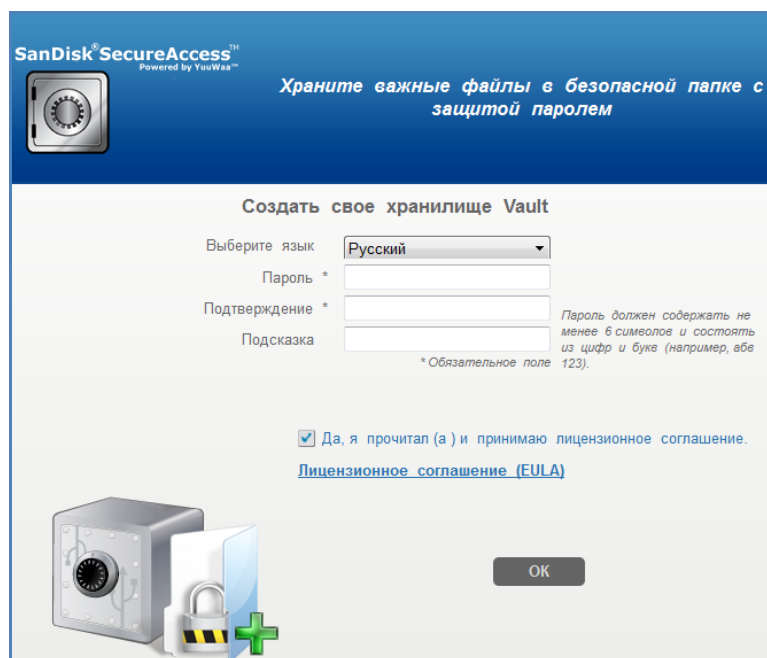 SanDisk®SecureAccess™
Powered by YuuWaa™
Храните важные файлы в безопасной папке с
защитой паролем
Создать свое хранилище Vault
Выберите язык Русский
Пароль *
Подтверждение *
Подсказка
Пароль должен содержать не
менее 6 символов и состоять
из цифр и букв (например, абв
123).
* Обязательное поле
Да, я прочитал (а ) и принимаю лицензионное соглашение.
Лицензионное соглашение (EULA)
ОК